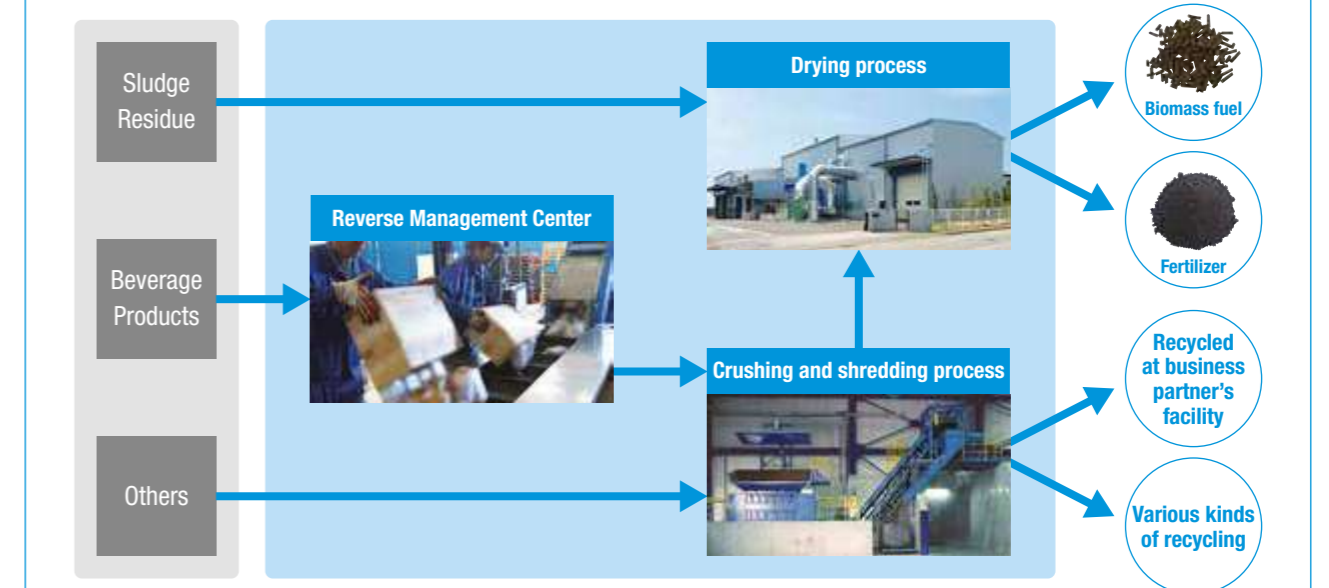 Sludge
Residue
Beverage
Products
Others
Reverse Management Center
Drying process
Crushing and shredding process
Biomass fuel
Fertilizer
Recycled
at business
partner's
facility
Various kinds
of recycling